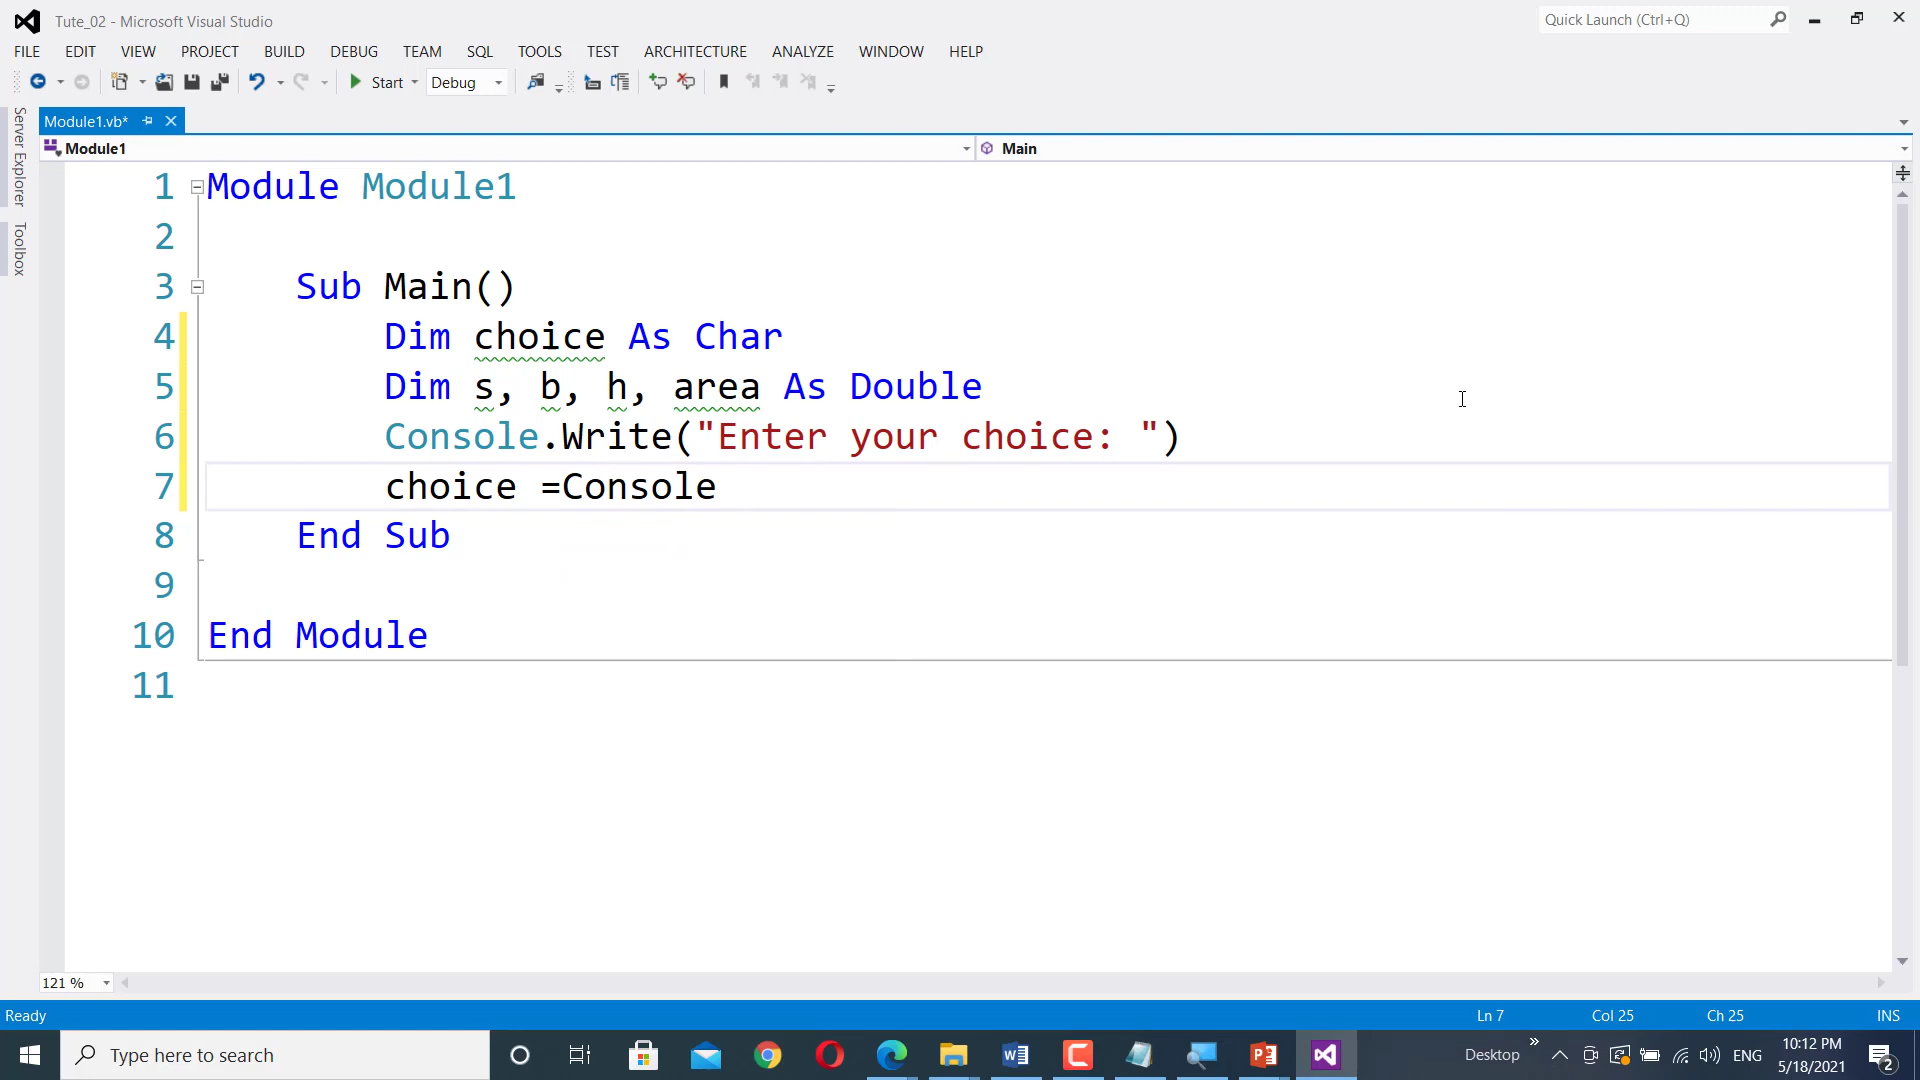 Tute_02 - Microsoft Visual Studio
Quick Launch (Ctrl+Q)
FILE EDIT VIEW PROJECT BUILD DEBUG TEAM SQL TOOLS TEST ARCHITECTURE ANALYZE WINDOW HELP
Start Debug
Server Explorer
Toolbox
Module1.vb*
Module1 Main
1 Module Module1
2
3 Sub Main()
4 Dim choice As Char
5 Dim s, b, h, area As Double
6 Console.Write("Enter your choice: ")
7 choice =Console
8 End Sub
9
10 End Module
11
121 %
Ready Ln 7 Col 25 Ch 25 INS
Type here to search
Desktop » ENG 10:12 PM
5/18/2021
2